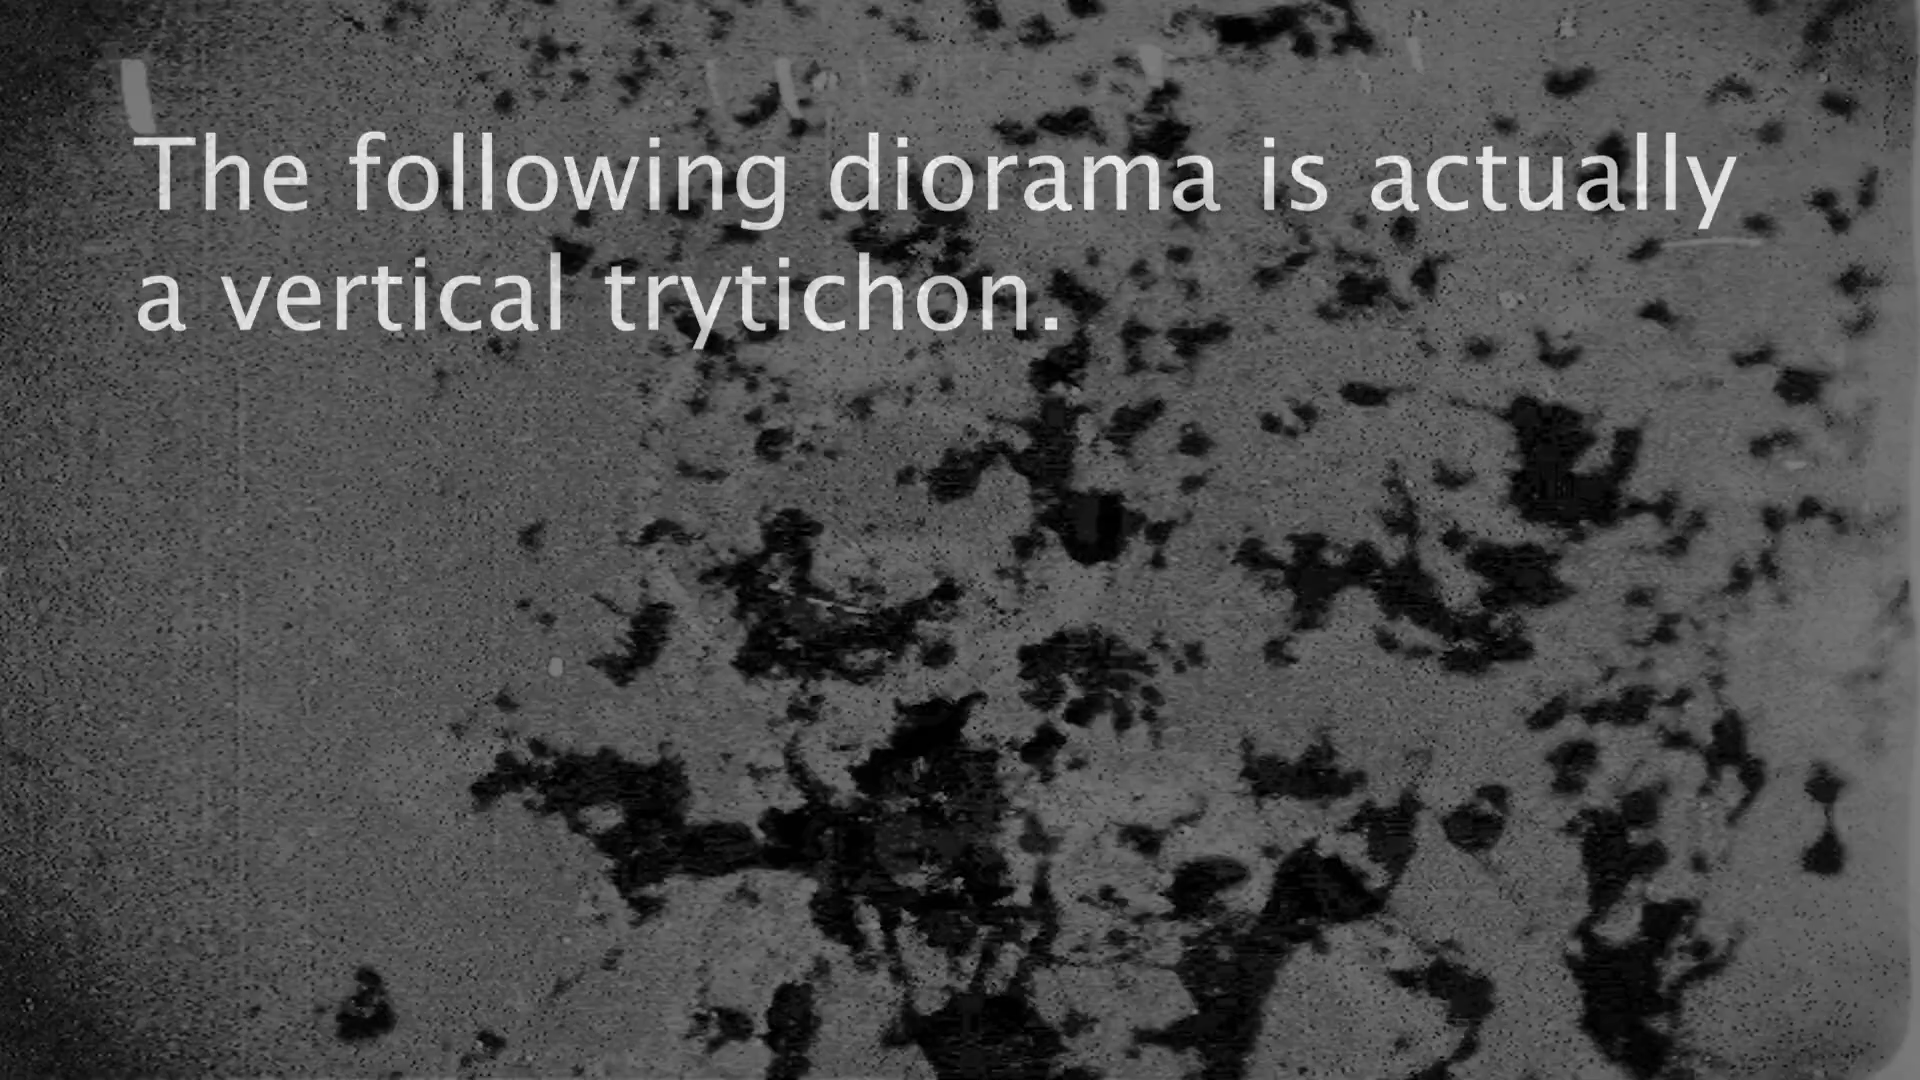 The following diorama is actually
a vertical trytichon.